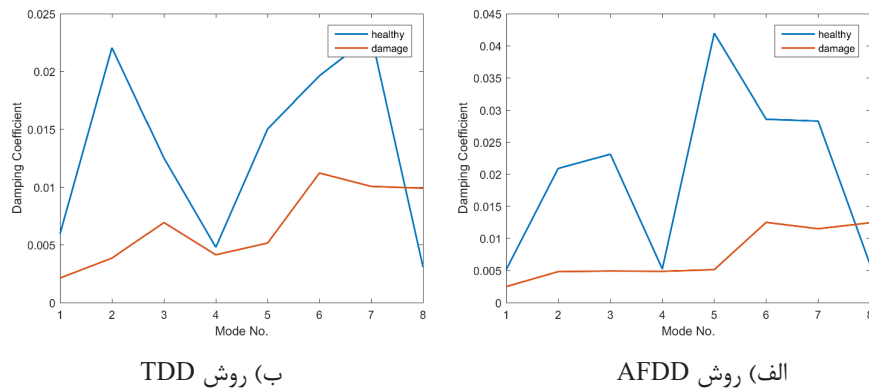 0.025
0.02
0.015
0.01
0.005
0
Damping Coefficient
healthy
damage
1 2 3 4 5 6 7 8
Mode No.
ب) روش TDD
0.045
0.04
0.035
0.03
0.025
0.02
0.015
0.01
0.005
0
Damping Coefficient
healthy
damage
1 2 3 4 5 6 7 8
Mode No.
الف) روش AFDD